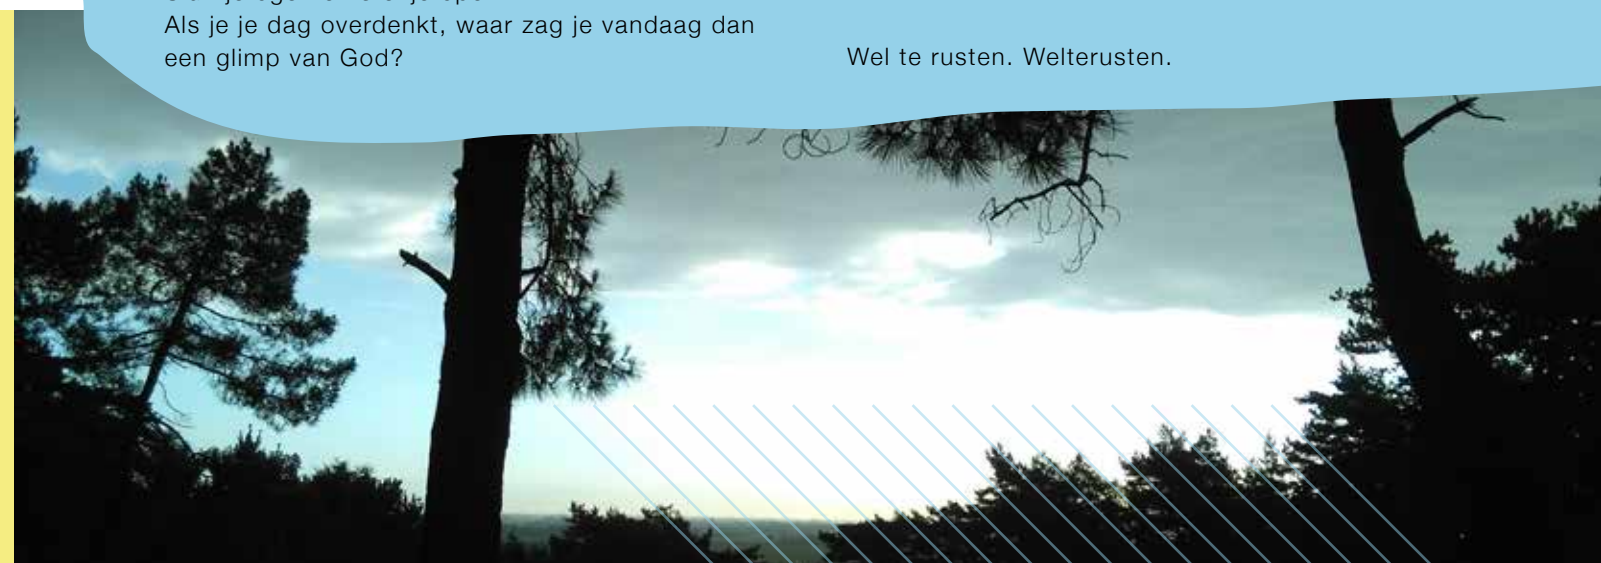 Als je je dag overdenkt, waar zag je vandaag dan
een glimp van God?
Wel te rusten. Welterusten.